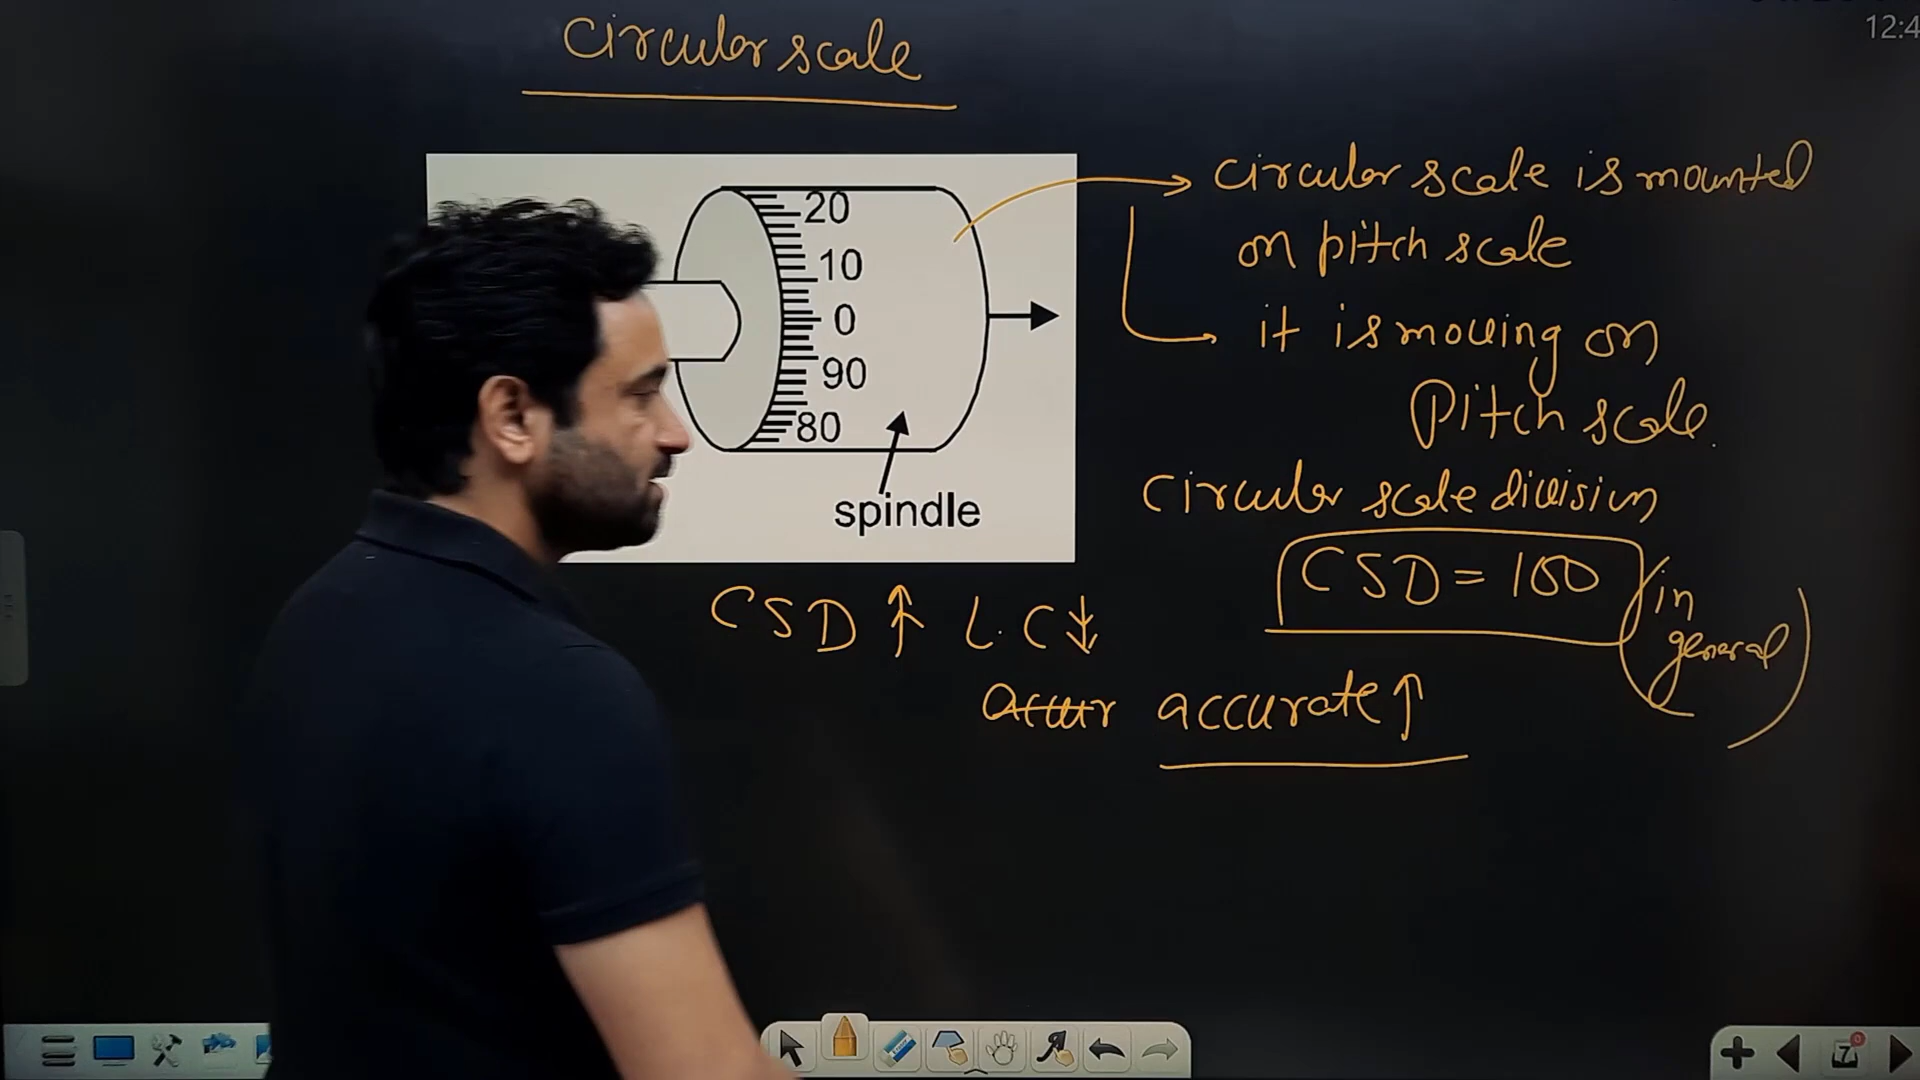 12:4
Circular scale
20
10
0
90
80
spindle
circular scale is mounted
on pitch scale
it is moving on
Pitch scale.
Circular scale division
CSD = 100
(in general)
CSD ↑ L.C ↓
accurate ↑
7